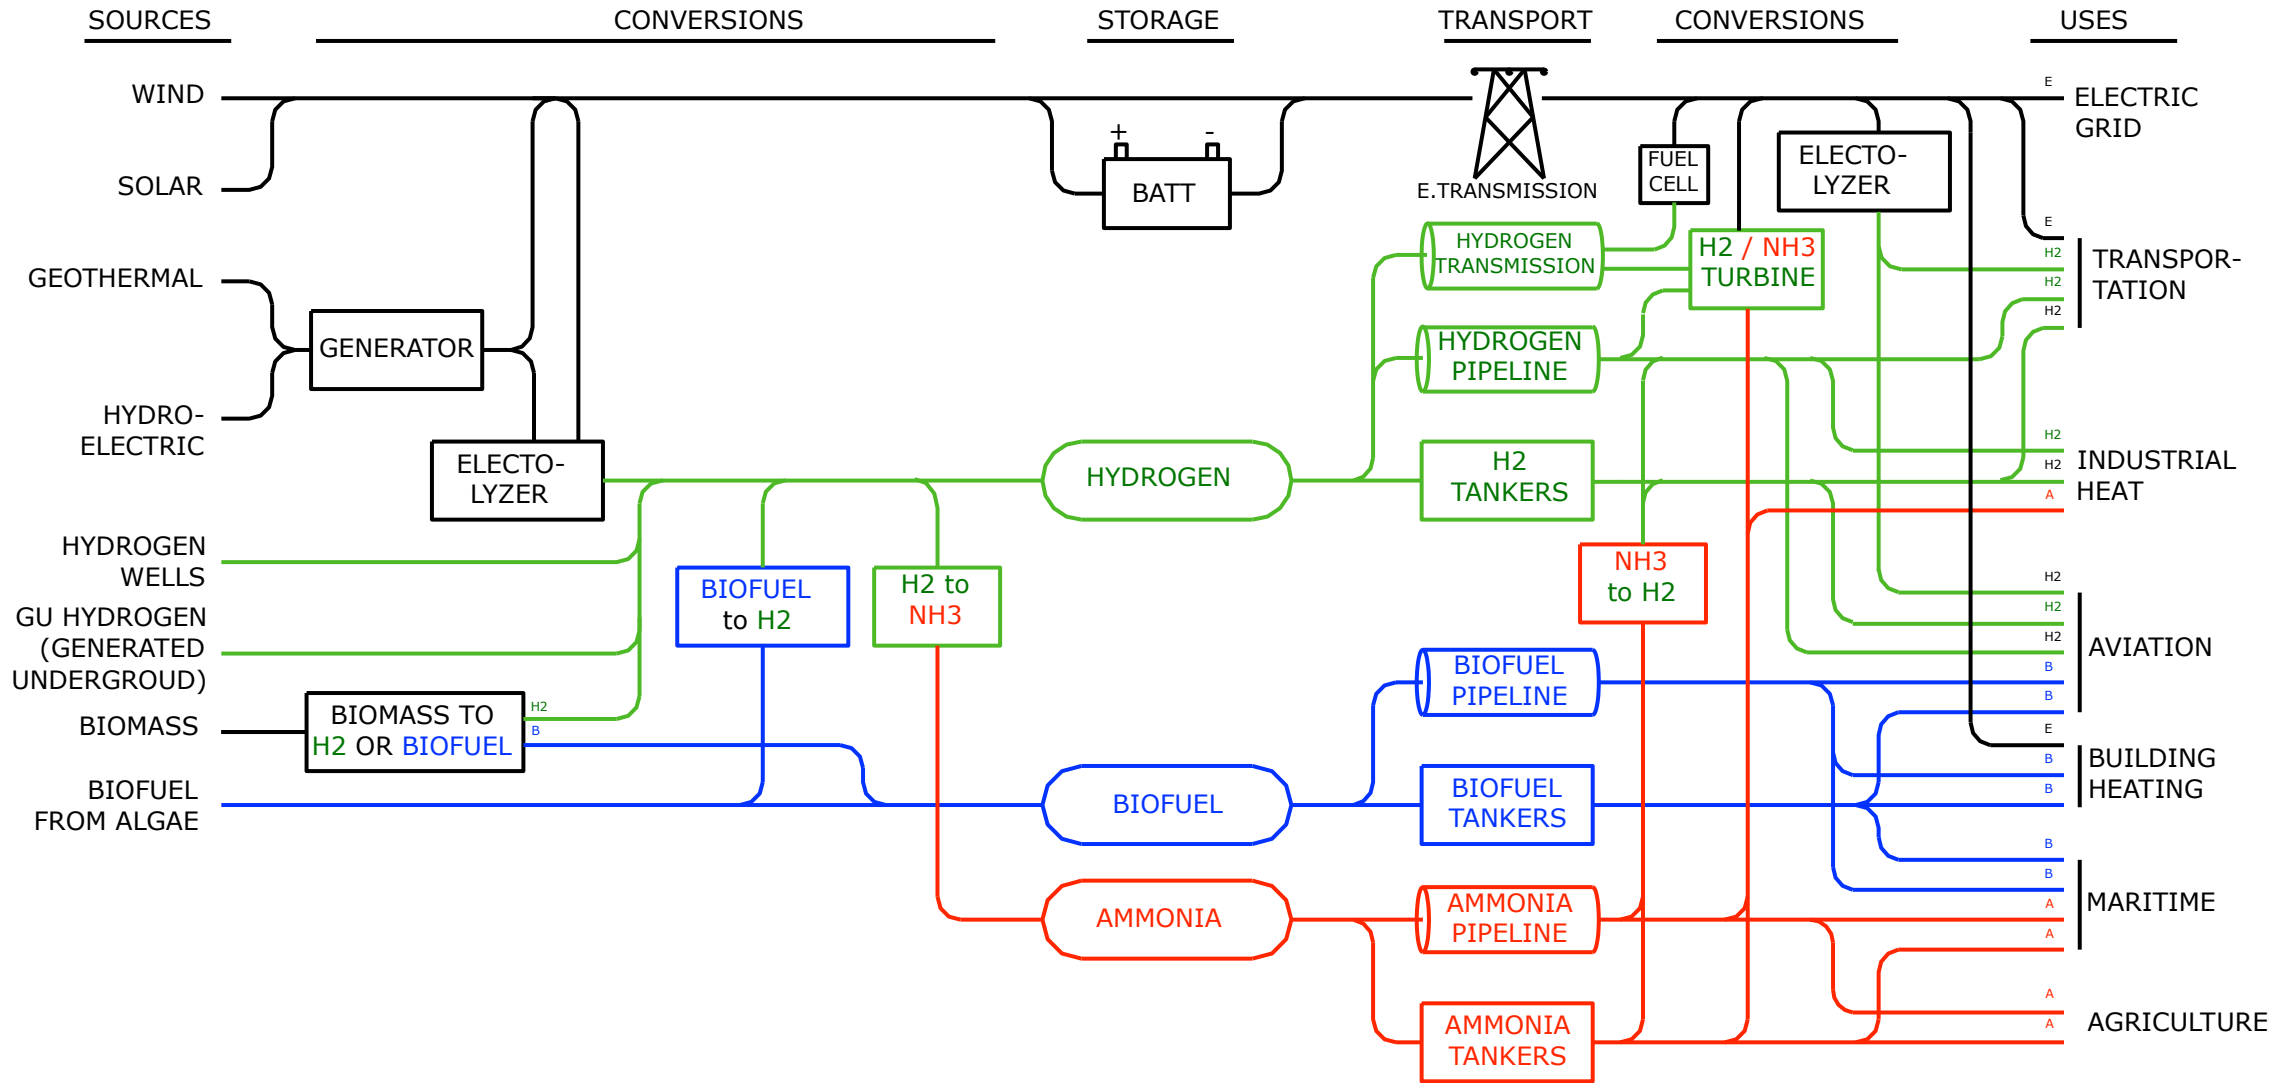 SOURCES
CONVERSIONS
STORAGE
TRANSPORT
CONVERSIONS
USES
WIND
SOLAR
GEOTHERMAL
HYDRO-
ELECTRIC
HYDROGEN
WELLS
GU HYDROGEN
(GENERATED
UNDERGROUD)
BIOMASS
BIOFUEL
FROM ALGAE
GENERATOR
ELECTO-
LYZER
BIOMASS TO
H2 OR BIOFUEL
H2
B
BIOFUEL
to H2
H2 to
NH3
+ -
BATT
HYDROGEN
BIOFUEL
AMMONIA
E.TRANSMISSION
HYDROGEN
TRANSMISSION
HYDROGEN
PIPELINE
H2
TANKERS
BIOFUEL
PIPELINE
BIOFUEL
TANKERS
AMMONIA
PIPELINE
AMMONIA
TANKERS
FUEL
CELL
ELECTO-
LYZER
H2 / NH3
TURBINE
NH3
to H2
E
ELECTRIC
GRID
E
H2
H2
H2
TRANSPOR-
TATION
H2
H2
A
INDUSTRIAL
HEAT
H2
H2
H2
B
B
AVIATION
E
B
B
BUILDING
HEATING
B
B
A
A
MARITIME
A
A
AGRICULTURE